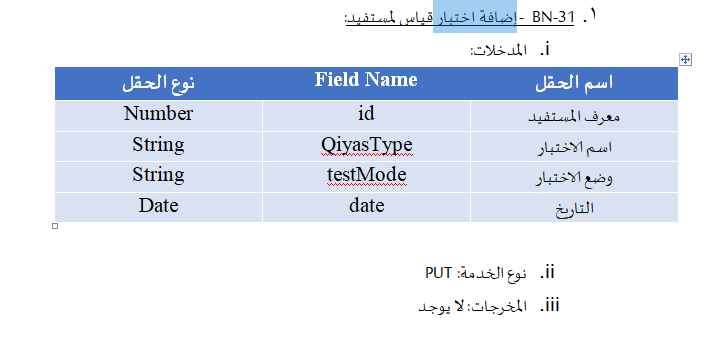 ١. BN-31 - إضافة اختبار قياس لمستفيد:
i. المدخلات:
اسم الحقل Field Name نوع الحقل
معرف المستفيد id Number
اسم الاختبار QiyasType String
وضع الاختبار testMode String
التاريخ date Date
ii. نوع الخدمة: PUT
iii. المخرجات: لا يوجد